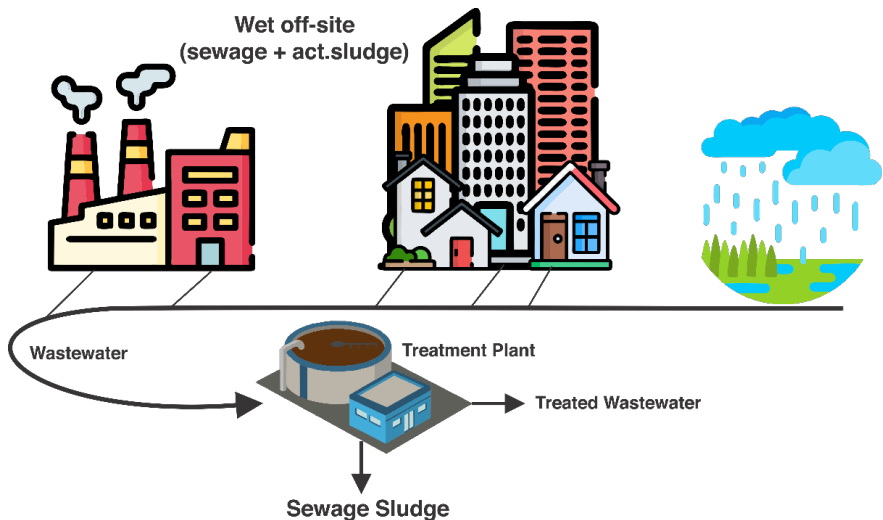 Wet off-site
(sewage + act.sludge)
Wastewater
Treatment Plant
Treated Wastewater
Sewage Sludge